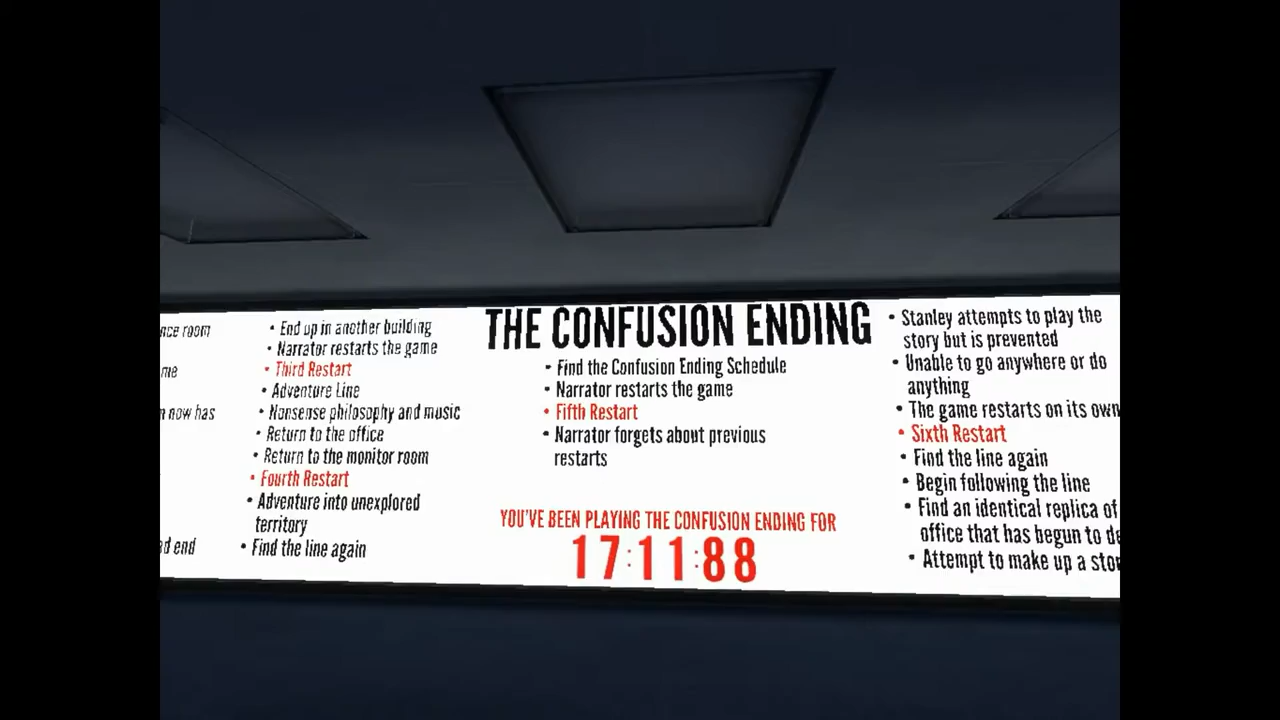 nce room
me
now has
d end
• End up in another building
• Narrator restarts the game
• Third Restart
• Adventure Line
• Nonsense philosophy and music
• Return to the office
• Return to the monitor room
• Fourth Restart
• Adventure into unexplored
territory
• Find the line again
THE CONFUSION ENDING
• Find the Confusion Ending Schedule
• Narrator restarts the game
• Fifth Restart
• Narrator forgets about previous
restarts
YOU'VE BEEN PLAYING THE CONFUSION ENDING FOR
17:11:88
• Stanley attempts to play the
story but is prevented
• Unable to go anywhere or do
anything
• The game restarts on its own
• Sixth Restart
• Find the line again
• Begin following the line
• Find an identical replica of
office that has begun to de
• Attempt to make up a sto